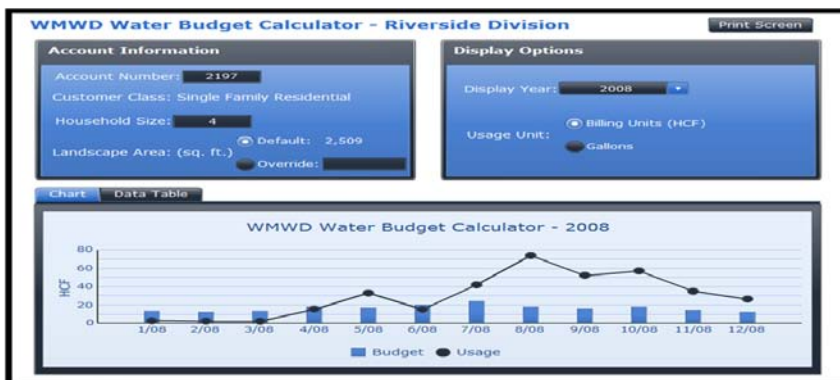 WMWD Water Budget Calculator - Riverside Division
Print Screen
Account Information
Account Number: 2197
Customer Class: Single Family Residential
Household Size: 4
Landscape Area: (sq. ft.)
Default: 2,509
Override:
Display Options
Display Year: 2008
Usage Unit:
Billing Units (HCF)
Gallons
Chart
Data Table
WMWD Water Budget Calculator - 2008
HCF
80
60
40
20
0
1/08 2/08 3/08 4/08 5/08 6/08 7/08 8/08 9/08 10/08 11/08 12/08
Budget Usage